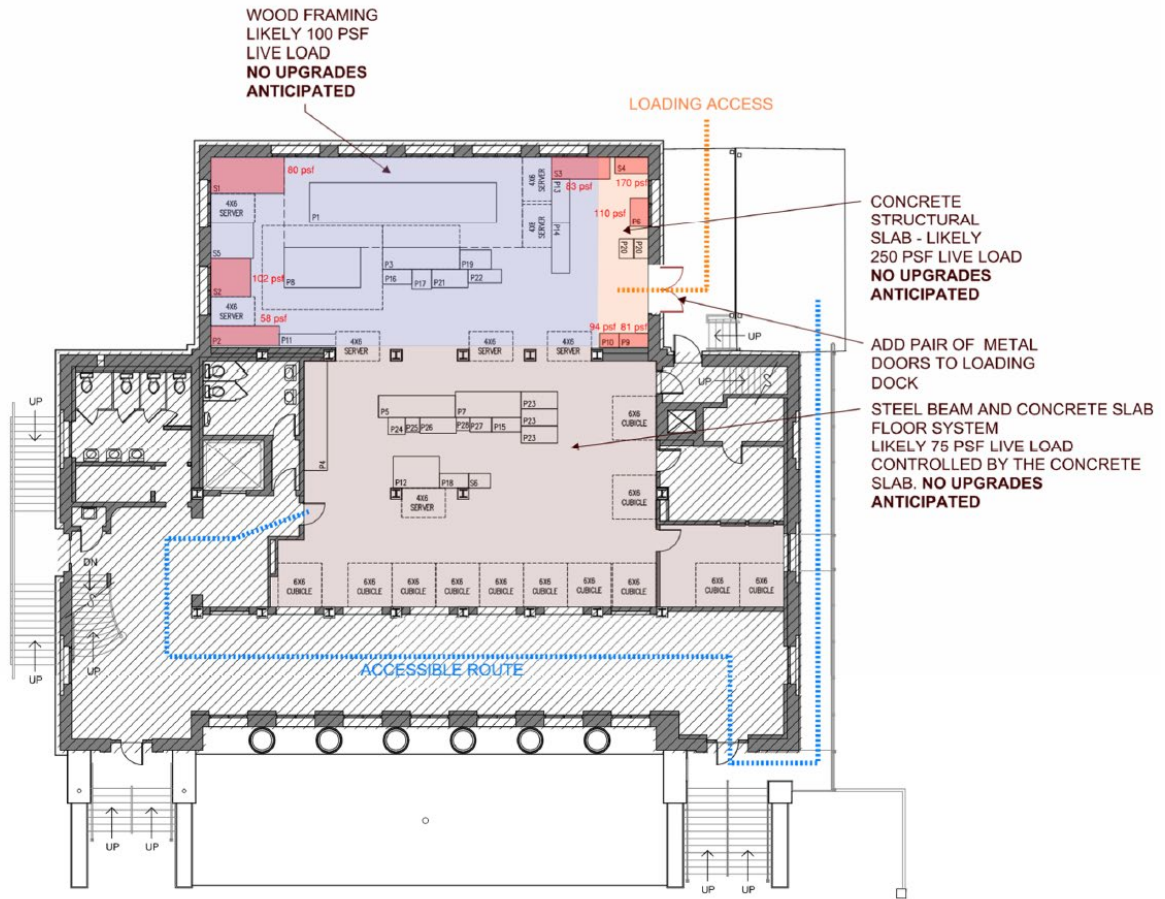 WOOD FRAMING
LIKELY 100 PSF
LIVE LOAD
NO UPGRADES
ANTICIPATED
LOADING ACCESS
CONCRETE
STRUCTURAL
SLAB - LIKELY
250 PSF LIVE LOAD
NO UPGRADES
ANTICIPATED
ADD PAIR OF METAL
DOORS TO LOADING
DOCK
STEEL BEAM AND CONCRETE SLAB
FLOOR SYSTEM
LIKELY 75 PSF LIVE LOAD
CONTROLLED BY THE CONCRETE
SLAB. NO UPGRADES
ANTICIPATED
S1
80 psf
4X6
SERVER
S5
S2
102 psf
4X6
SERVER
58 psf
P2
P11
P1
P8
P3
P19
P16
P17
P21
P22
4X6
SERVER
4X8
SERVER
P13
P14
S3
83 psf
S4
170 psf
110 psf
P6
P20
P20
94 psf
81 psf
P10
P9
4X6
SERVER
4X6
SERVER
4X6
SERVER
P4
P5
P7
P23
P23
P23
P24
P25
P26
P28
P27
P15
P12
P18
S6
4X6
SERVER
6X6
CUBICLE
6X6
CUBICLE
6X6
CUBICLE
6X6
CUBICLE
6X6
CUBICLE
6X6
CUBICLE
6X6
CUBICLE
6X6
CUBICLE
6X6
CUBICLE
6X6
CUBICLE
6X6
CUBICLE
6X6
CUBICLE
UP
UP
UP
DN
UP
UP
ACCESSIBLE ROUTE
UP
UP
UP
UP